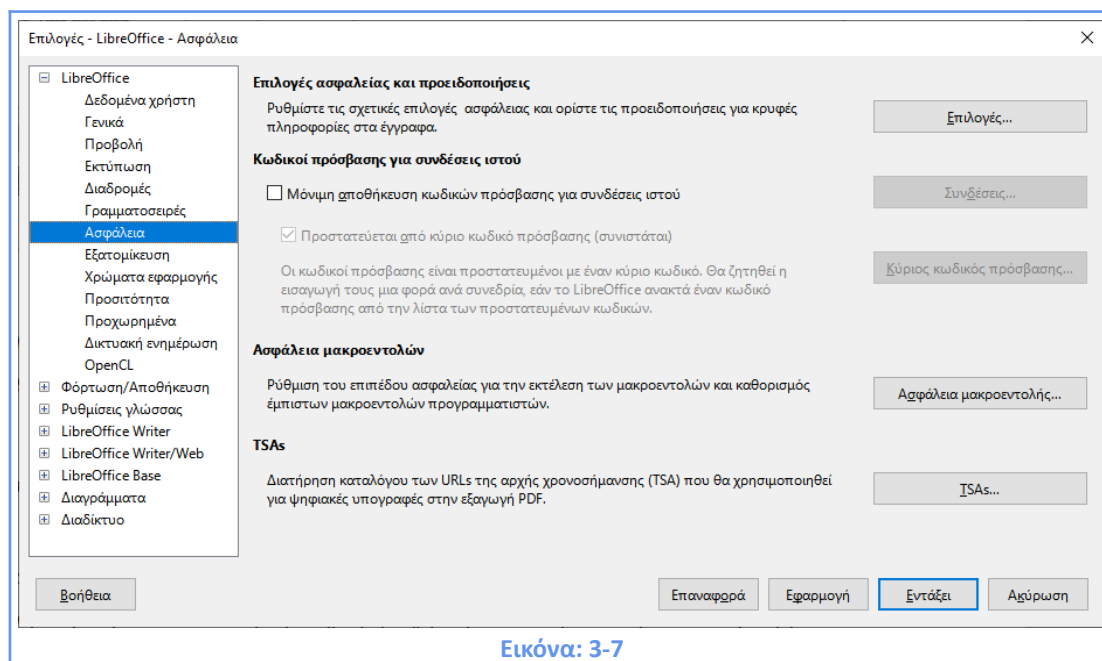 Επιλογές - LibreOffice - Ασφάλεια
LibreOffice
Δεδομένα χρήστη
Γενικά
Προβολή
Εκτύπωση
Διαδρομές
Γραμματοσειρές
Ασφάλεια
Εξατομίκευση
Χρώματα εφαρμογής
Προσιτότητα
Προχωρημένα
Δικτυακή ενημέρωση
OpenCL
Φόρτωση/Αποθήκευση
Ρυθμίσεις γλώσσας
LibreOffice Writer
LibreOffice Writer/Web
LibreOffice Base
Διαγράμματα
Διαδίκτυο
Επιλογές ασφαλείας και προειδοποιήσεις
Ρυθμίστε τις σχετικές επιλογές ασφάλειας και ορίστε τις προειδοποιήσεις για κρυφές
πληροφορίες στα έγγραφα.
Επιλογές...
Κωδικοί πρόσβασης για συνδέσεις ιστού
Μόνιμη αποθήκευση κωδικών πρόσβασης για συνδέσεις ιστού
Συνδέσεις...
Προστατεύεται από κύριο κωδικό πρόσβασης (συνιστάται)
Οι κωδικοί πρόσβασης είναι προστατευμένοι με έναν κύριο κωδικό. Θα ζητηθεί η
εισαγωγή τους μια φορά ανά συνεδρία, εάν το LibreOffice ανακτά έναν κωδικό
πρόσβασης από την λίστα των προστατευμένων κωδικών.
Κύριος κωδικός πρόσβασης...
Ασφάλεια μακροεντολών
Ρύθμιση του επιπέδου ασφαλείας για την εκτέλεση των μακροεντολών και καθορισμός
έμπιστων μακροεντολών προγραμματιστών.
Ασφάλεια μακροεντολής...
TSAs
Διατήρηση καταλόγου των URLs της αρχής χρονοσήμανσης (TSA) που θα χρησιμοποιηθεί
για ψηφιακές υπογραφές στην εξαγωγή PDF.
TSAs...
Βοήθεια
Επαναφορά
Εφαρμογή
Εντάξει
Ακύρωση
Εικόνα: 3-7